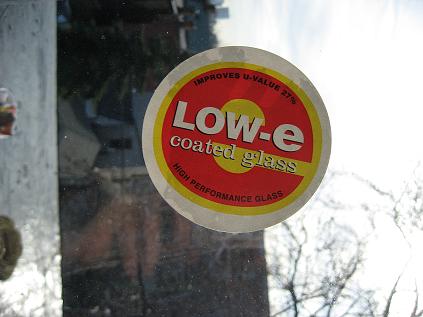 IMPROVES U-VALUE 27%
LOW-e
coated glass
HIGH PERFORMANCE GLASS